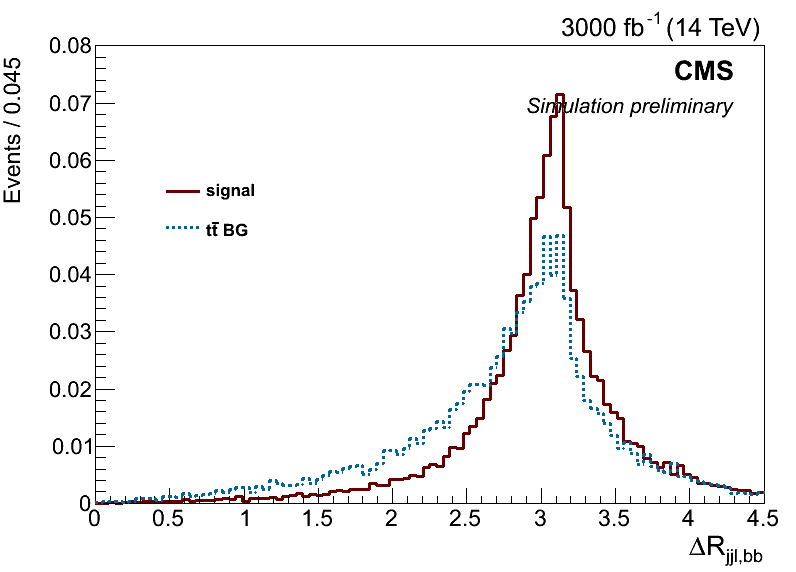 3000 fb⁻¹ (14 TeV)
CMS
Simulation preliminary
Events / 0.045
0.08
0.07
0.06
0.05
0.04
0.03
0.02
0.01
0
signal
tt̄ BG
0 0.5 1 1.5 2 2.5 3 3.5 4 4.5
ΔR_jjl,bb